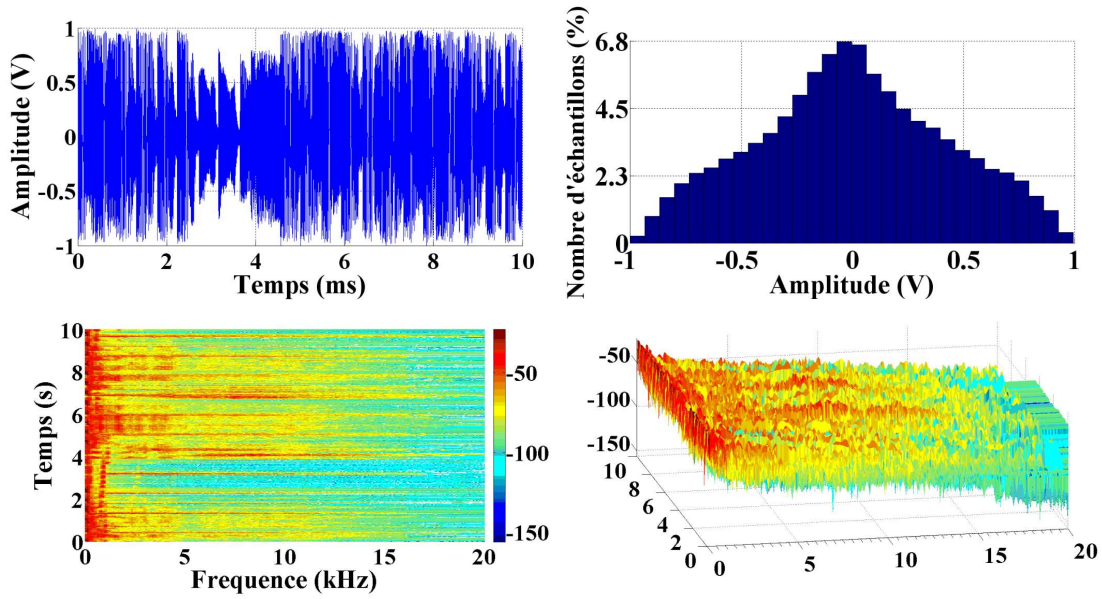 Amplitude (V)
1
0.5
0
-0.5
-1
0 2 4 6 8 10
Temps (ms)
Nombre d'échantillons (%)
6.8
4.5
2.3
0
-1 -0.5 0 0.5 1
Amplitude (V)
Temps (s)
10
8
6
4
2
0
0 5 10 15 20
Frequence (kHz)
-50
-100
-150
-50
-100
-150
10
8
6
4
2
0
0 5 10 15 20